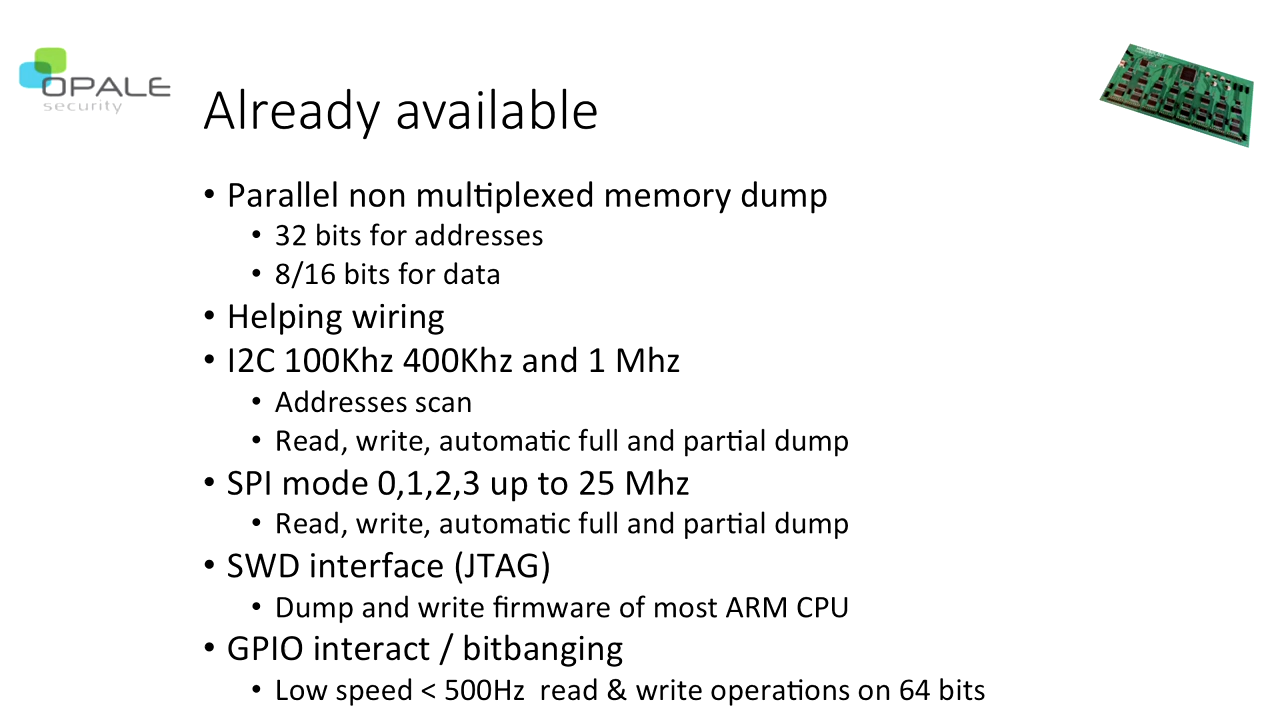 OPALE
security
Already available
• Parallel non multiplexed memory dump
• 32 bits for addresses
• 8/16 bits for data
• Helping wiring
• I2C 100Khz 400Khz and 1 Mhz
• Addresses scan
• Read, write, automatic full and partial dump
• SPI mode 0,1,2,3 up to 25 Mhz
• Read, write, automatic full and partial dump
• SWD interface (JTAG)
• Dump and write firmware of most ARM CPU
• GPIO interact / bitbanging
• Low speed < 500Hz  read & write operations on 64 bits